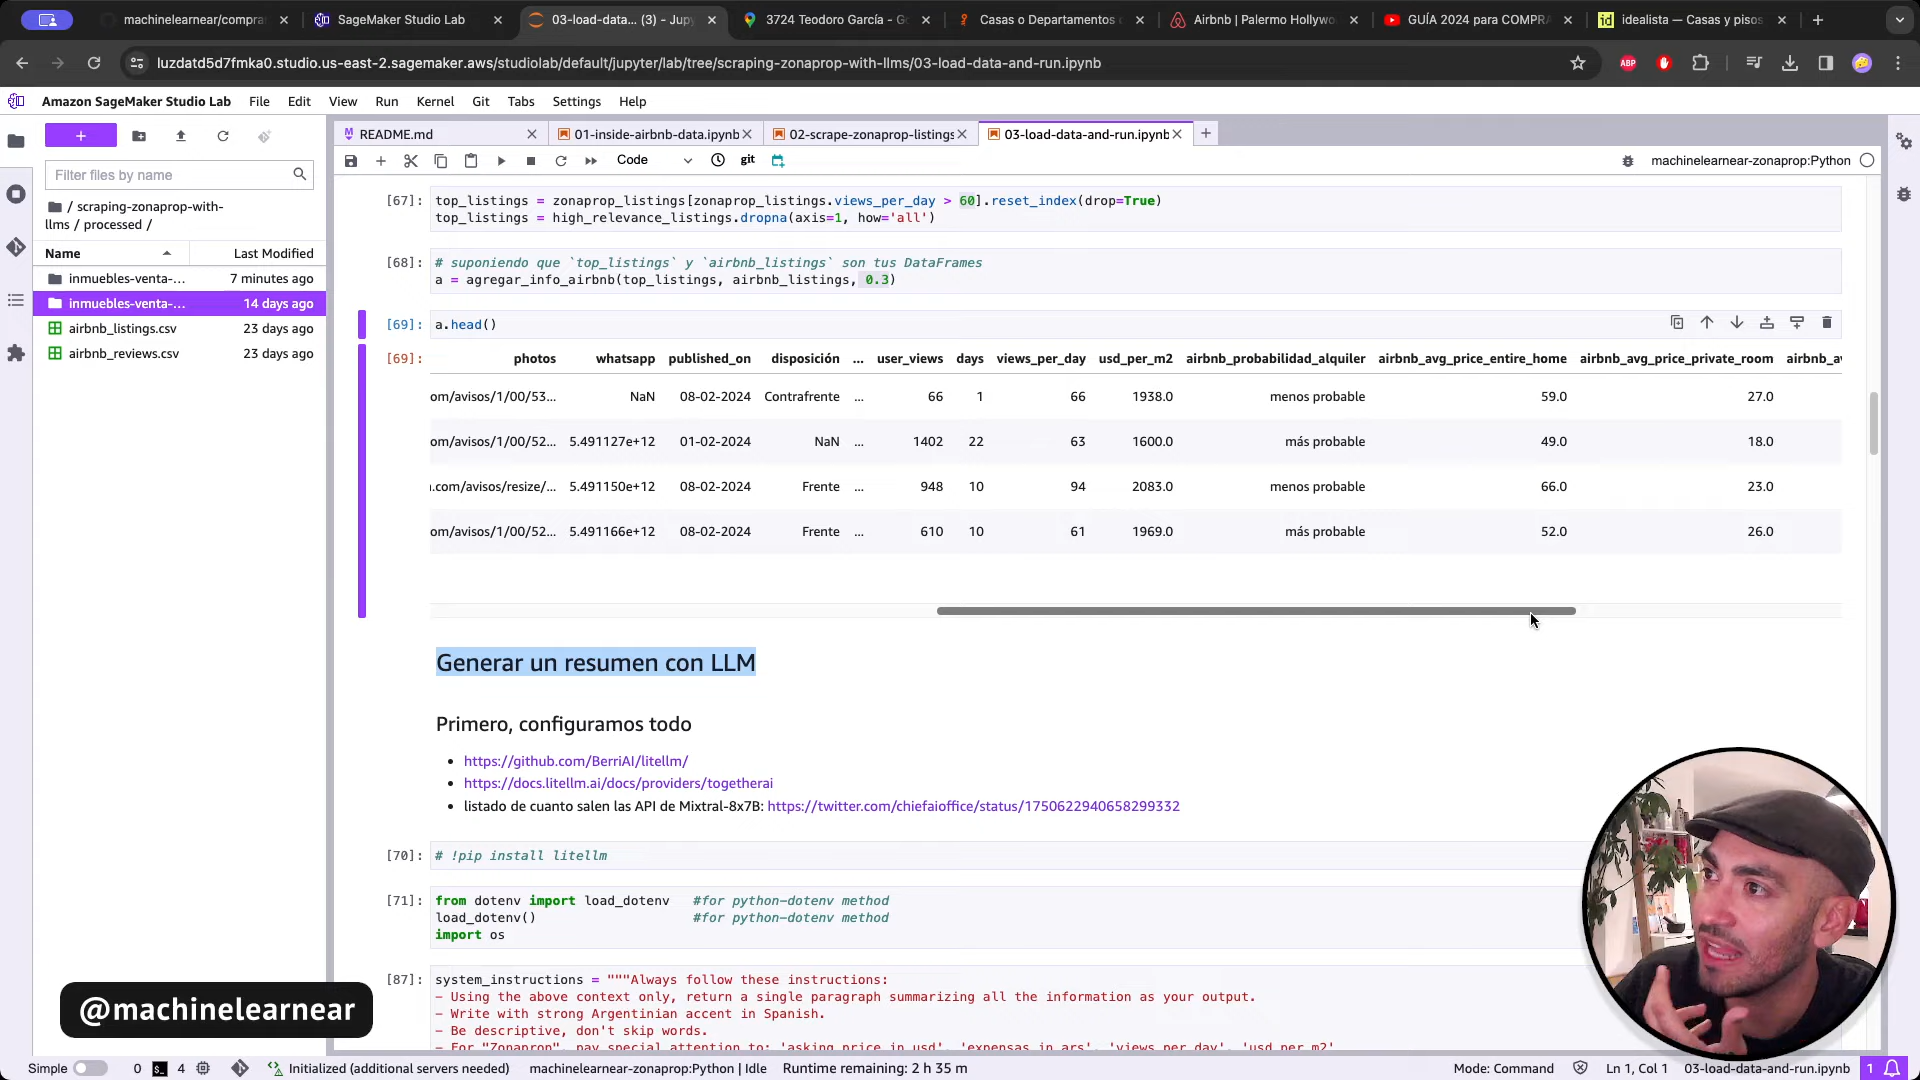 machinelearnear/compra
SageMaker Studio Lab
03-load-data... (3) - Jupy
3724 Teodoro García - G
Casas o Departamentos
Airbnb | Palermo Hollywo
GUÍA 2024 para COMPRA
idealista — Casas y pisos
luzdatd5d7fmka0.studio.us-east-2.sagemaker.aws/studiolab/default/jupyter/lab/tree/scraping-zonaprop-with-llms/03-load-data-and-run.ipynb
ABP
Amazon SageMaker Studio Lab File Edit View Run Kernel Git Tabs Settings Help
README.md
01-inside-airbnb-data.ipynb
02-scrape-zonaprop-listings
03-load-data-and-run.ipynb
Filter files by name
Code
git
machinelearnear-zonaprop:Python
/ scraping-zonaprop-with-
llms / processed /
Name Last Modified
inmuebles-venta-... 7 minutes ago
inmuebles-venta-... 14 days ago
airbnb_listings.csv 23 days ago
airbnb_reviews.csv 23 days ago
[67]: top_listings = zonaprop_listings[zonaprop_listings.views_per_day > 60].reset_index(drop=True)
top_listings = high_relevance_listings.dropna(axis=1, how='all')
[68]: # suponiendo que `top_listings` y `airbnb_listings` son tus DataFrames
a = agregar_info_airbnb(top_listings, airbnb_listings, 0.3)
[69]: a.head()
[69]: photos whatsapp published_on disposición ... user_views days views_per_day usd_per_m2 airbnb_probabilidad_alquiler airbnb_avg_price_entire_home airbnb_avg_price_private_room airbnb_a
om/avisos/1/00/53... NaN 08-02-2024 Contrafrente ... 66 1 66 1938.0 menos probable 59.0 27.0
om/avisos/1/00/52... 5.491127e+12 01-02-2024 NaN ... 1402 22 63 1600.0 más probable 49.0 18.0
.com/avisos/resize/... 5.491150e+12 08-02-2024 Frente ... 948 10 94 2083.0 menos probable 66.0 23.0
om/avisos/1/00/52... 5.491166e+12 08-02-2024 Frente ... 610 10 61 1969.0 más probable 52.0 26.0
Generar un resumen con LLM
Primero, configuramos todo
• https://github.com/BerriAI/litellm/
• https://docs.litellm.ai/docs/providers/togetherai
• listado de cuanto salen las API de Mixtral-8x7B: https://twitter.com/chiefaioffice/status/1750622940658299332
[70]: # !pip install litellm
[71]: from dotenv import load_dotenv #for python-dotenv method
load_dotenv() #for python-dotenv method
import os
[87]: system_instructions = """Always follow these instructions:
- Using the above context only, return a single paragraph summarizing all the information as your output.
- Write with strong Argentinian accent in Spanish.
- Be descriptive, don't skip words.
- For "Zonaprop", pay special attention to: 'asking_price_in_usd', 'expensas_in_ars', 'views_per_day', 'usd_per_m2'
@machinelearnear
Simple 0 4 Initialized (additional servers needed) machinelearnear-zonaprop:Python | Idle Runtime remaining: 2 h 35 m Mode: Command Ln 1, Col 1 03-load-data-and-run.ipynb 1